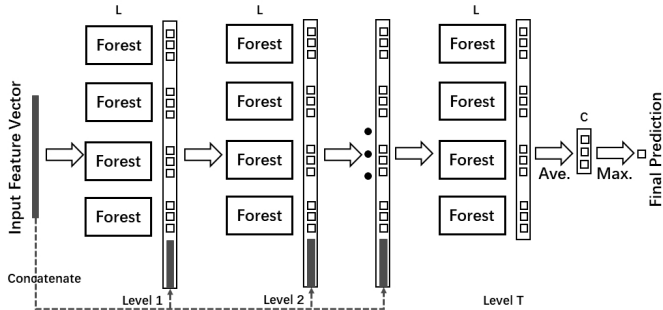 L
L
L
Forest
Forest
Forest
Forest
Forest
Forest
Forest
Forest
Forest
Forest
Forest
Forest
Input Feature Vector
C
Ave.
Max.
Final Prediction
Concatenate
Level 1
Level 2
Level T